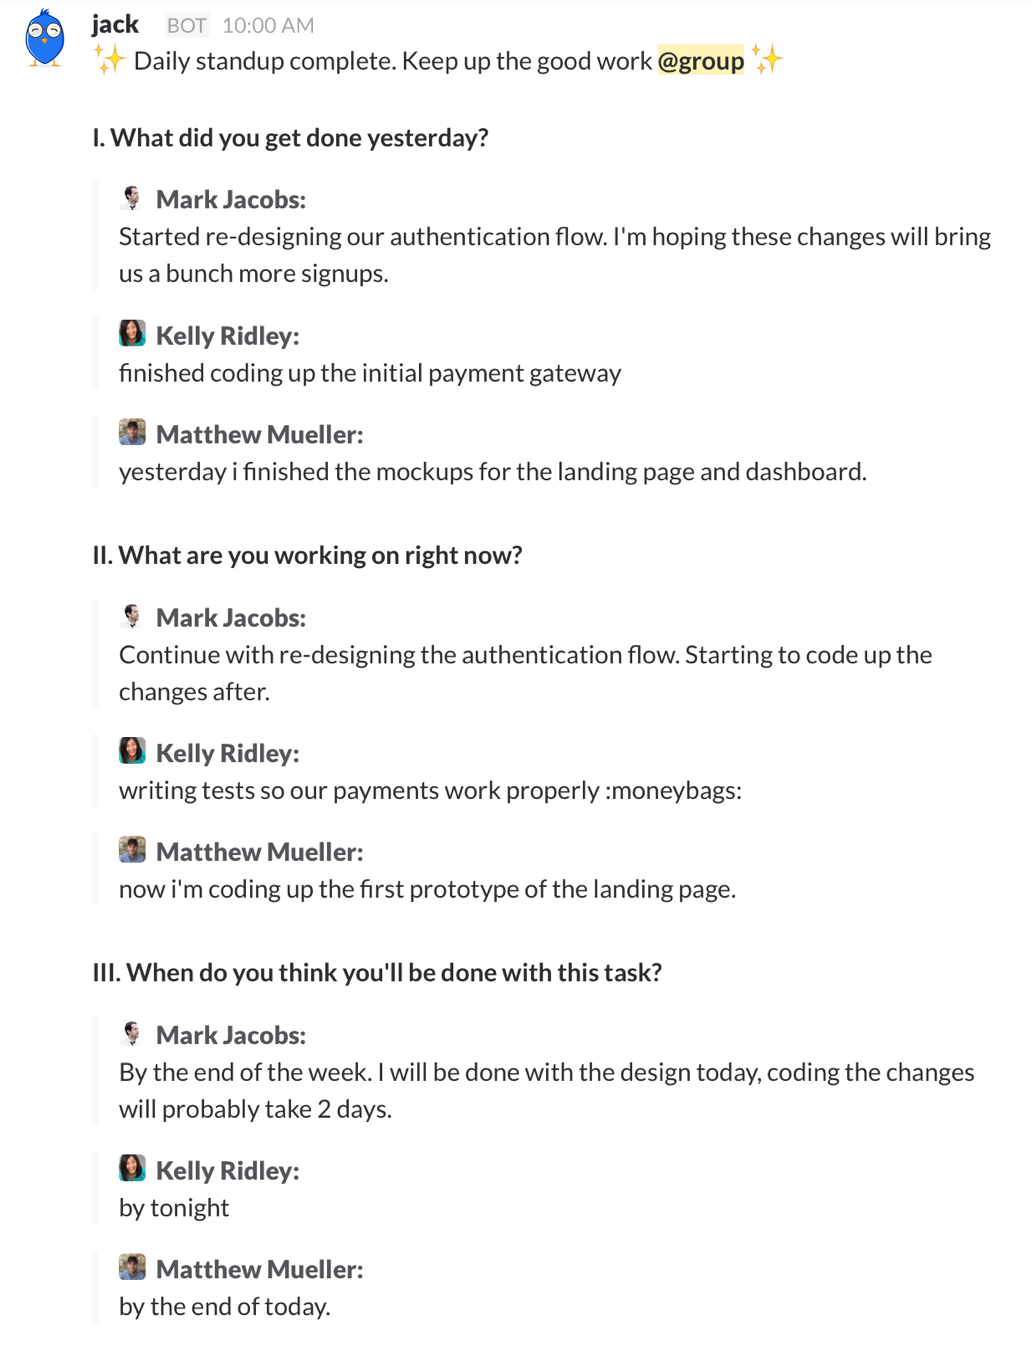 jack BOT 10:00 AM
✨ Daily standup complete. Keep up the good work @group ✨
I. What did you get done yesterday?
Mark Jacobs:
Started re-designing our authentication flow. I'm hoping these changes will bring
us a bunch more signups.
Kelly Ridley:
finished coding up the initial payment gateway
Matthew Mueller:
yesterday i finished the mockups for the landing page and dashboard.
II. What are you working on right now?
Mark Jacobs:
Continue with re-designing the authentication flow. Starting to code up the
changes after.
Kelly Ridley:
writing tests so our payments work properly :moneybags:
Matthew Mueller:
now i'm coding up the first prototype of the landing page.
III. When do you think you'll be done with this task?
Mark Jacobs:
By the end of the week. I will be done with the design today, coding the changes
will probably take 2 days.
Kelly Ridley:
by tonight
Matthew Mueller:
by the end of today.